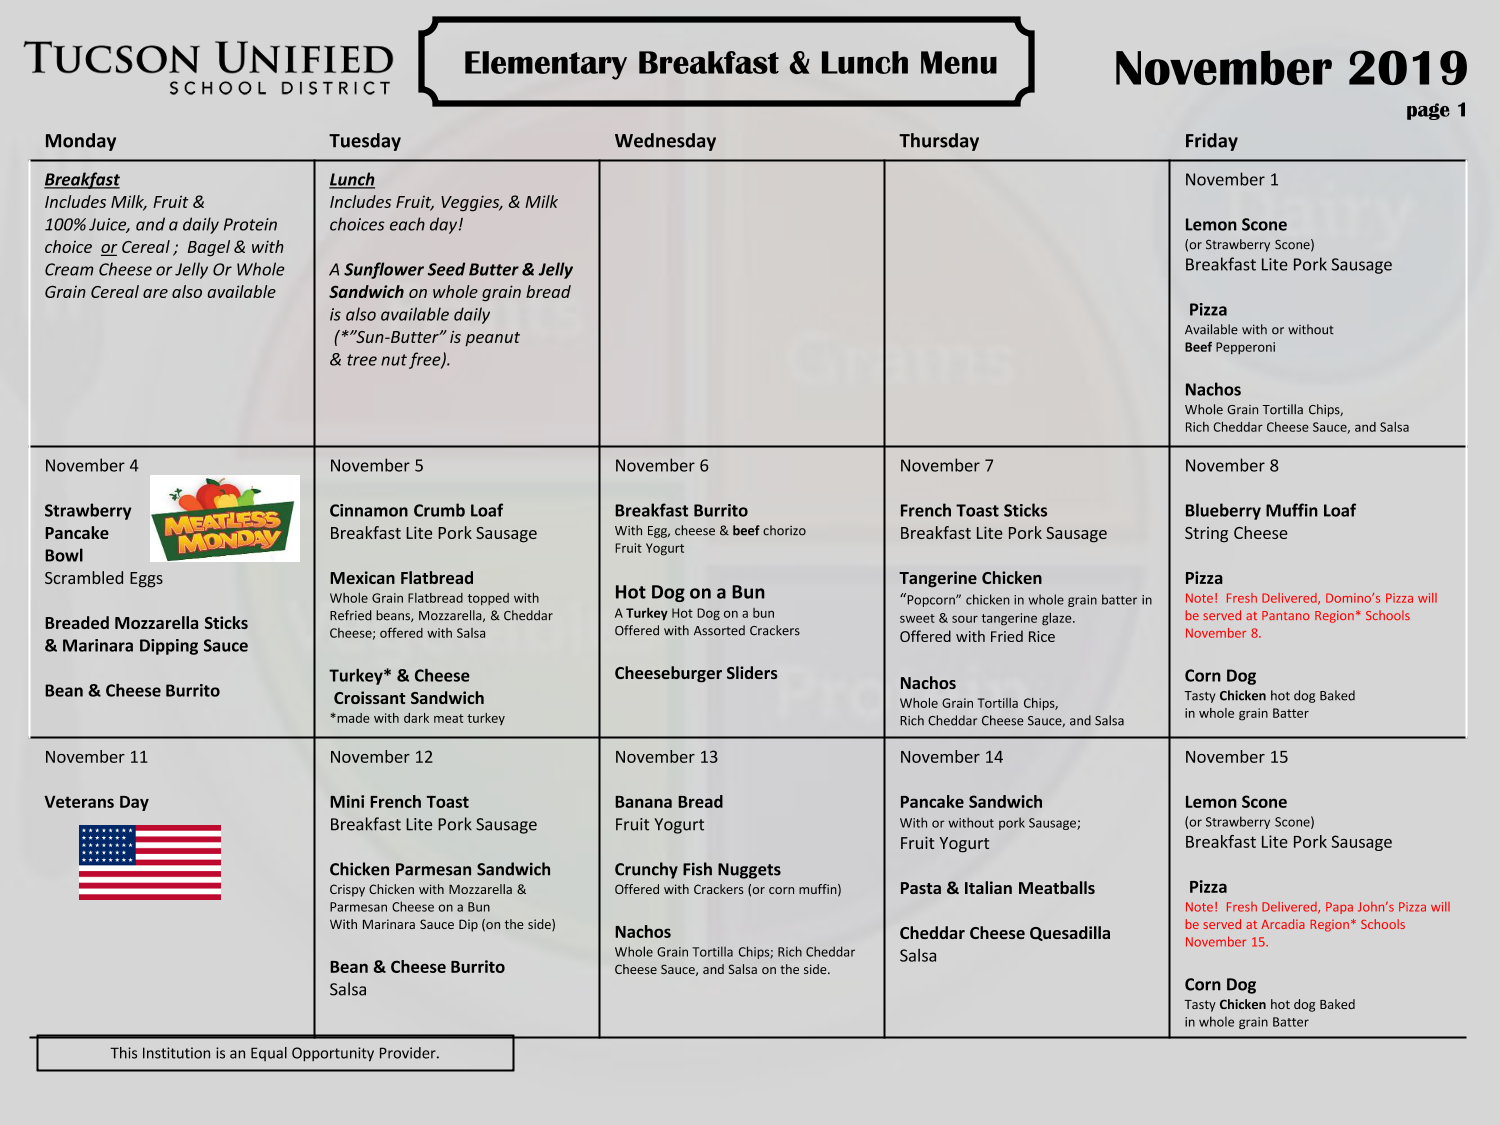 TUCSON UNIFIED
SCHOOL DISTRICT
Elementary Breakfast & Lunch Menu
November 2019
page 1
Monday
Tuesday
Wednesday
Thursday
Friday
Breakfast
Includes Milk, Fruit &
100% Juice, and a daily Protein
choice or Cereal ; Bagel & with
Cream Cheese or Jelly Or Whole
Grain Cereal are also available
Lunch
Includes Fruit, Veggies, & Milk
choices each day!
A Sunflower Seed Butter & Jelly
Sandwich on whole grain bread
is also available daily
(*"Sun-Butter" is peanut
& tree nut free).
November 1
Lemon Scone
(or Strawberry Scone)
Breakfast Lite Pork Sausage
Pizza
Available with or without
Beef Pepperoni
Nachos
Whole Grain Tortilla Chips,
Rich Cheddar Cheese Sauce, and Salsa
November 4
MEATLESS
MONDAY
Strawberry
Pancake
Bowl
Scrambled Eggs
Breaded Mozzarella Sticks
& Marinara Dipping Sauce
Bean & Cheese Burrito
November 5
Cinnamon Crumb Loaf
Breakfast Lite Pork Sausage
Mexican Flatbread
Whole Grain Flatbread topped with
Refried beans, Mozzarella, & Cheddar
Cheese; offered with Salsa
Turkey* & Cheese
Croissant Sandwich
*made with dark meat turkey
November 6
Breakfast Burrito
With Egg, cheese & beef chorizo
Fruit Yogurt
Hot Dog on a Bun
A Turkey Hot Dog on a bun
Offered with Assorted Crackers
Cheeseburger Sliders
November 7
French Toast Sticks
Breakfast Lite Pork Sausage
Tangerine Chicken
"Popcorn" chicken in whole grain batter in
sweet & sour tangerine glaze.
Offered with Fried Rice
Nachos
Whole Grain Tortilla Chips,
Rich Cheddar Cheese Sauce, and Salsa
November 8
Blueberry Muffin Loaf
String Cheese
Pizza
Note! Fresh Delivered, Domino's Pizza will
be served at Pantano Region* Schools
November 8.
Corn Dog
Tasty Chicken hot dog Baked
in whole grain Batter
November 11
Veterans Day
November 12
Mini French Toast
Breakfast Lite Pork Sausage
Chicken Parmesan Sandwich
Crispy Chicken with Mozzarella &
Parmesan Cheese on a Bun
With Marinara Sauce Dip (on the side)
Bean & Cheese Burrito
Salsa
November 13
Banana Bread
Fruit Yogurt
Crunchy Fish Nuggets
Offered with Crackers (or corn muffin)
Nachos
Whole Grain Tortilla Chips; Rich Cheddar
Cheese Sauce, and Salsa on the side.
November 14
Pancake Sandwich
With or without pork Sausage;
Fruit Yogurt
Pasta & Italian Meatballs
Cheddar Cheese Quesadilla
Salsa
November 15
Lemon Scone
(or Strawberry Scone)
Breakfast Lite Pork Sausage
Pizza
Note! Fresh Delivered, Papa John's Pizza will
be served at Arcadia Region* Schools
November 15.
Corn Dog
Tasty Chicken hot dog Baked
in whole grain Batter
This Institution is an Equal Opportunity Provider.
Dairy
Grains